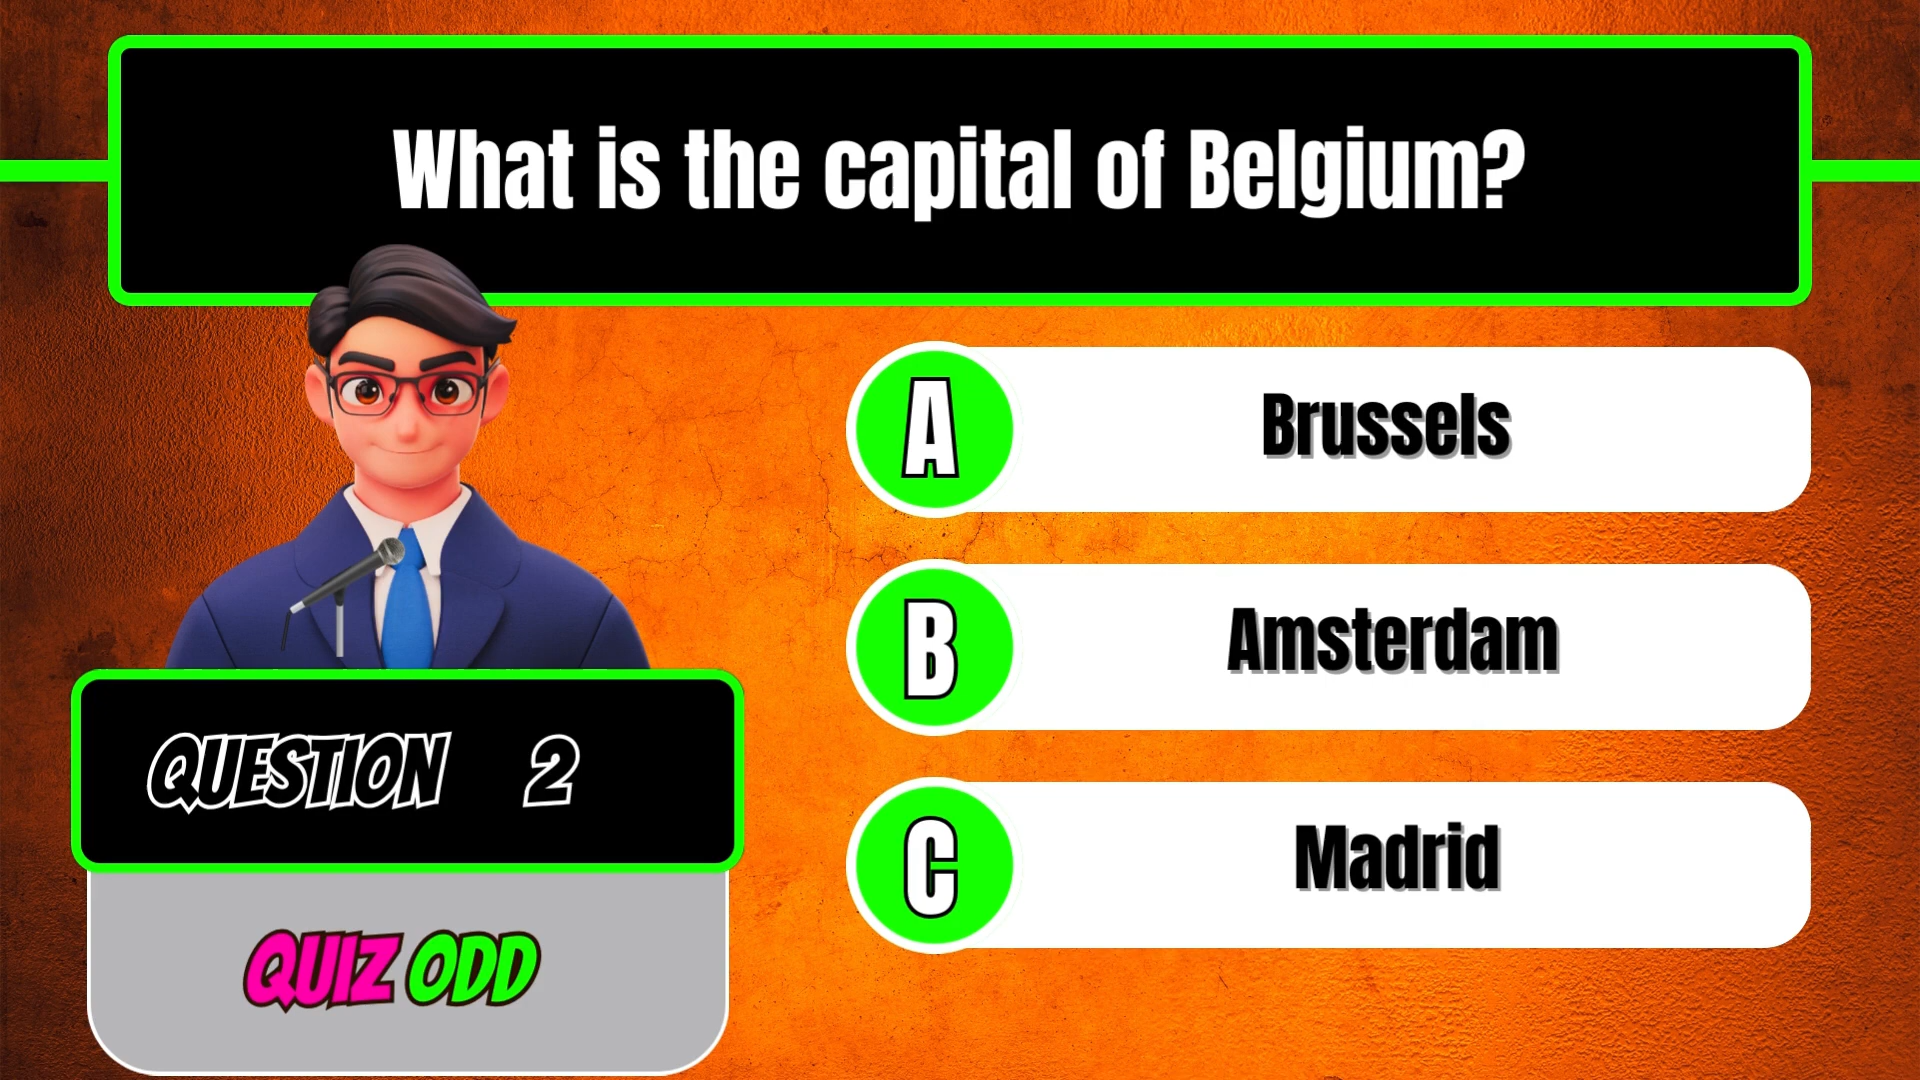 What is the capital of Belgium?
A Brussels
B Amsterdam
C Madrid
QUESTION 2
QUIZ ODD